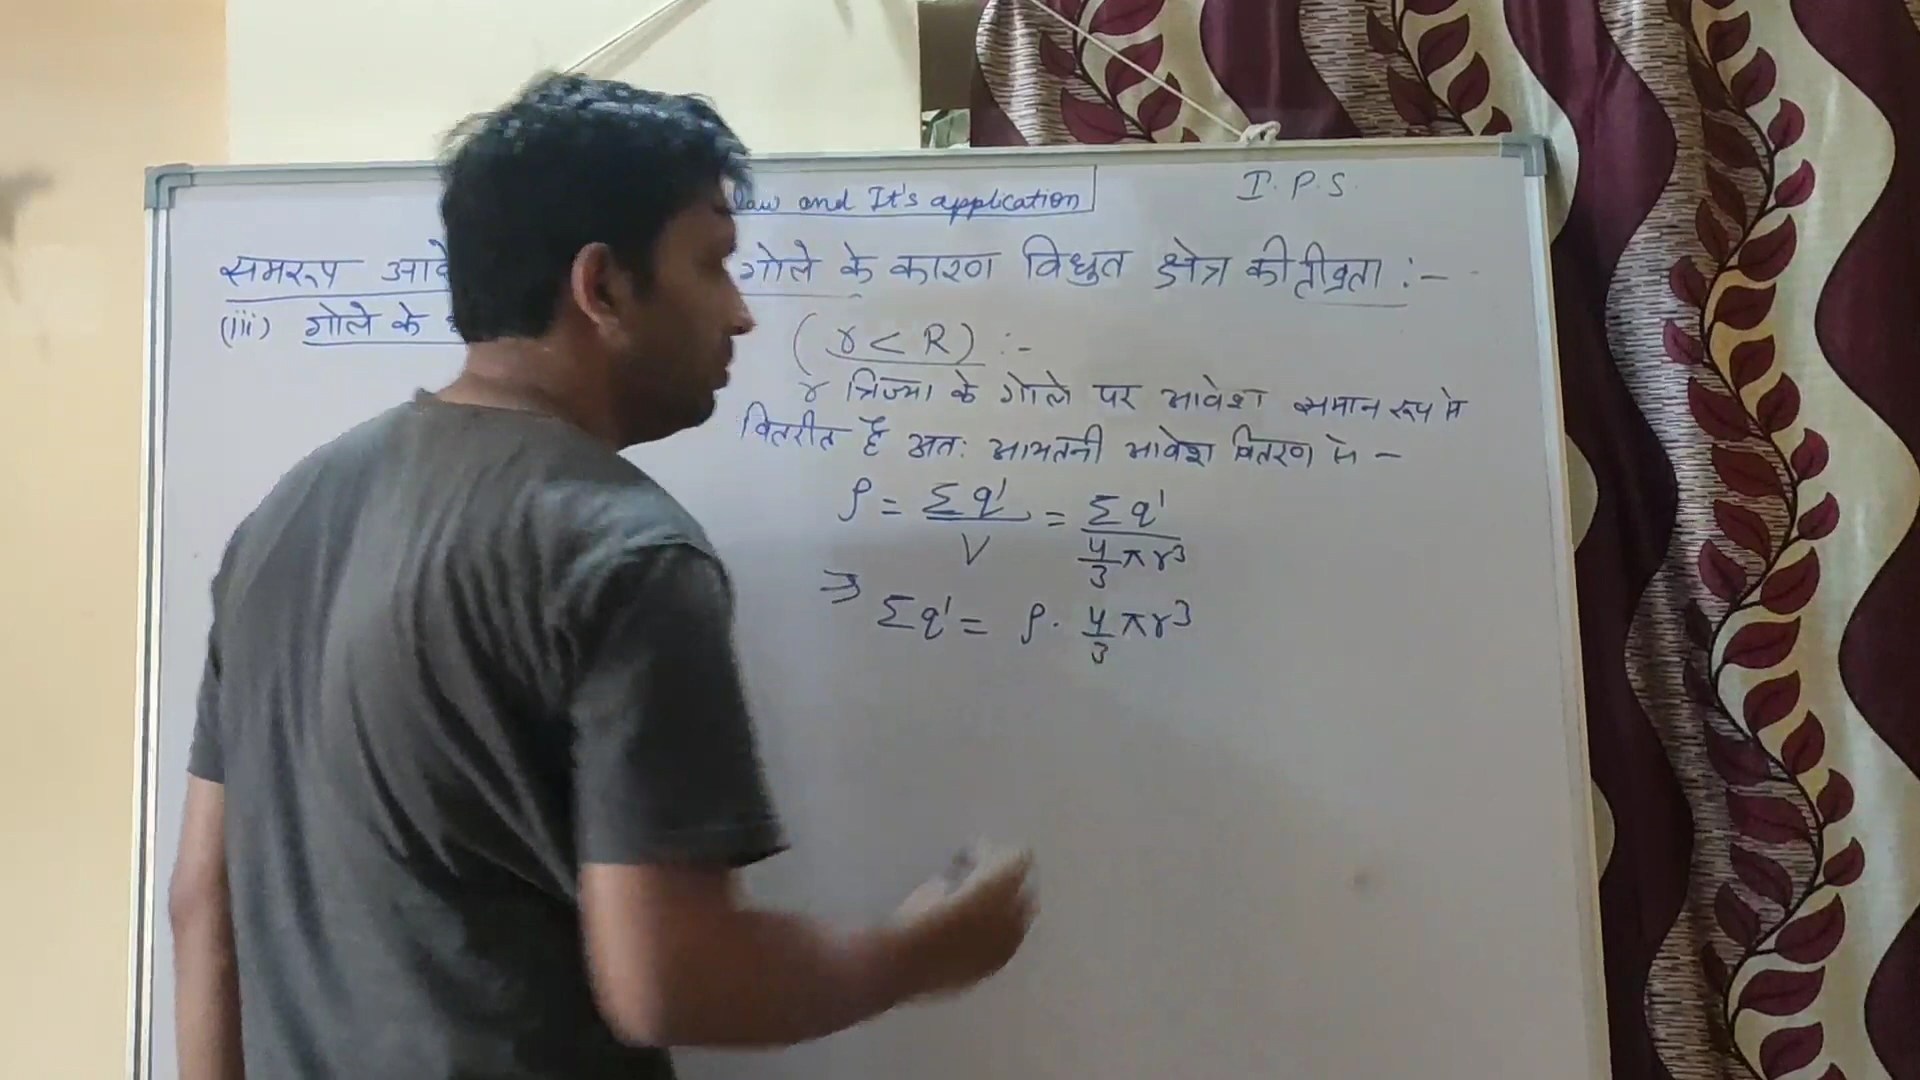 law and It's application
I.P.S.
समरूप आवे गोले के कारण विधुत क्षेत्र की तीव्रता :-
(iii) गोले के (r < R) :-
r त्रिज्या के गोले पर आवेश समान रूप से
वितरीत है अतः आयतनी आवेश वितरण से -
ρ = Σq'/V = Σq'/(4/3 πr³)
⇒ Σq' = ρ · 4/3 πr³